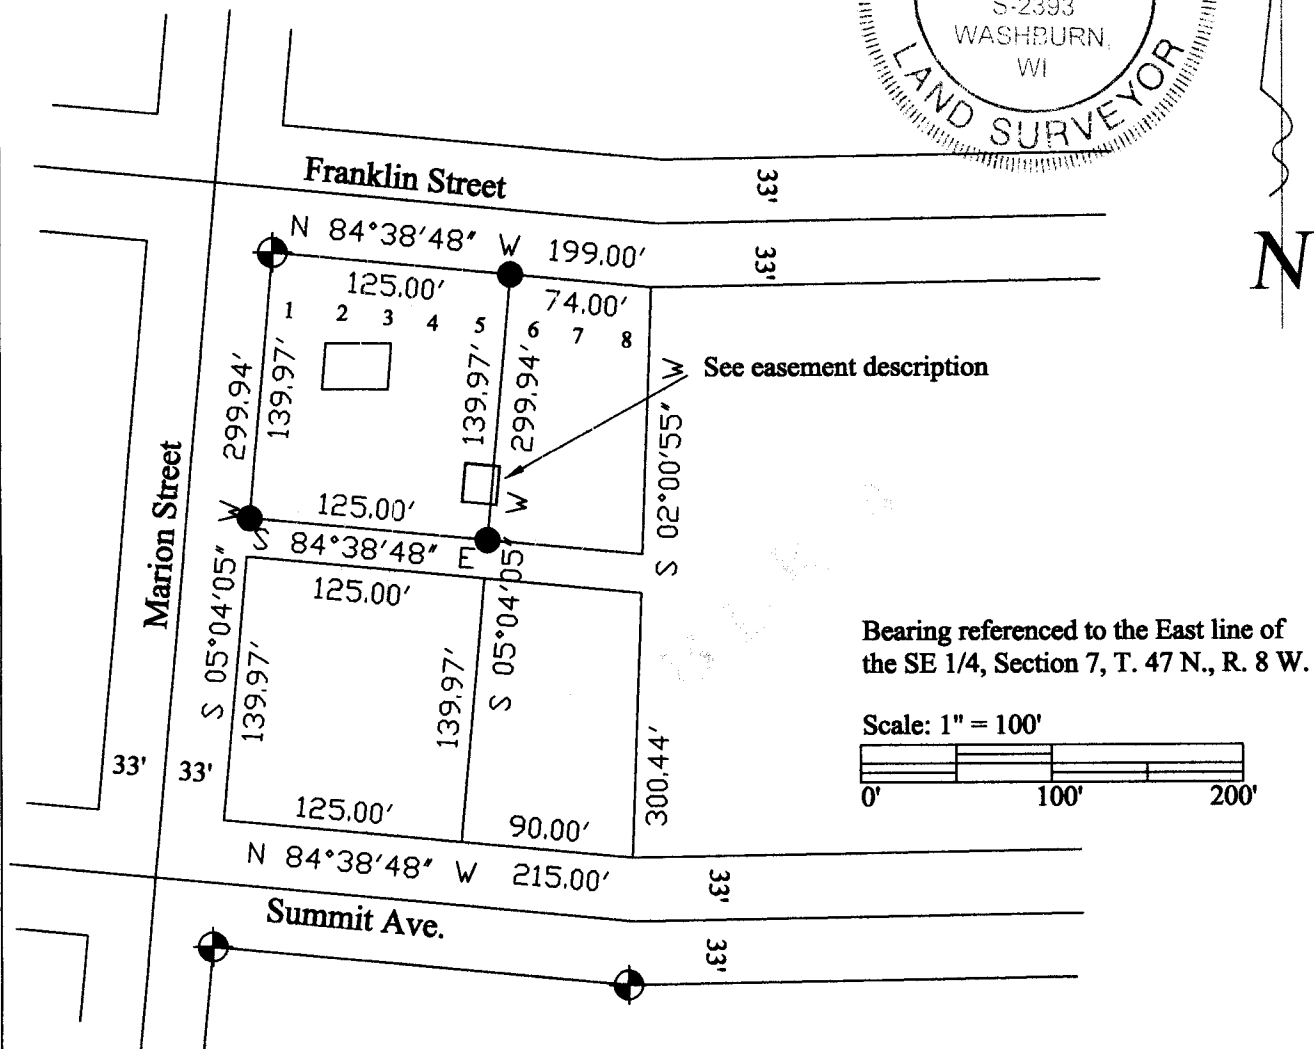 S-2393
WASHBURN,
WI
LAND SURVEYOR
Franklin Street
33'
33'
N 84°38'48" W 199.00'
N
125.00'
74.00'
1 2 3 4 5 6 7 8
299.94'
139.97'
139.97'
299.94'
See easement description
S 02°00'55" W
125.00'
S 84°38'48" E
125.00'
Marion Street
S 05°04'05" W
S 05°04'05" W
139.97'
139.97'
Bearing referenced to the East line of
the SE 1/4, Section 7, T. 47 N., R. 8 W.
Scale: 1" = 100'
0' 100' 200'
33' 33'
300.44'
125.00'
90.00'
N 84°38'48" W 215.00'
33'
Summit Ave.
33'